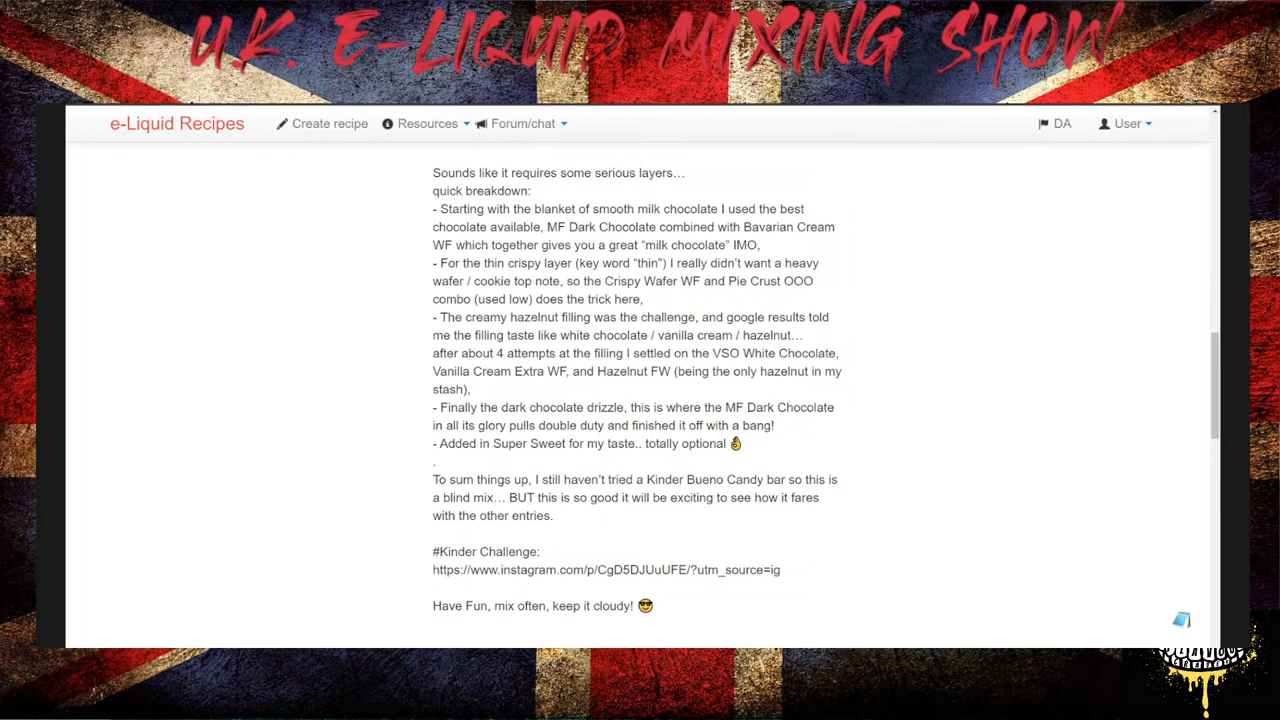 U.K. E-LIQUID MIXING SHOW
e-Liquid Recipes Create recipe Resources Forum/chat DA User
Sounds like it requires some serious layers…
quick breakdown:
- Starting with the blanket of smooth milk chocolate I used the best
chocolate available, MF Dark Chocolate combined with Bavarian Cream
WF which together gives you a great “milk chocolate” IMO,
- For the thin crispy layer (key word “thin”) I really didn’t want a heavy
wafer / cookie top note, so the Crispy Wafer WF and Pie Crust OOO
combo (used low) does the trick here,
- The creamy hazelnut filling was the challenge, and google results told
me the filling taste like white chocolate / vanilla cream / hazelnut…
after about 4 attempts at the filling I settled on the VSO White Chocolate,
Vanilla Cream Extra WF, and Hazelnut FW (being the only hazelnut in my
stash),
- Finally the dark chocolate drizzle, this is where the MF Dark Chocolate
in all its glory pulls double duty and finished it off with a bang!
- Added in Super Sweet for my taste.. totally optional 👌
.
To sum things up, I still haven’t tried a Kinder Bueno Candy bar so this is
a blind mix… BUT this is so good it will be exciting to see how it fares
with the other entries.
#Kinder Challenge:
https://www.instagram.com/p/CgD5DJUuUFE/?utm_source=ig
Have Fun, mix often, keep it cloudy! 😎